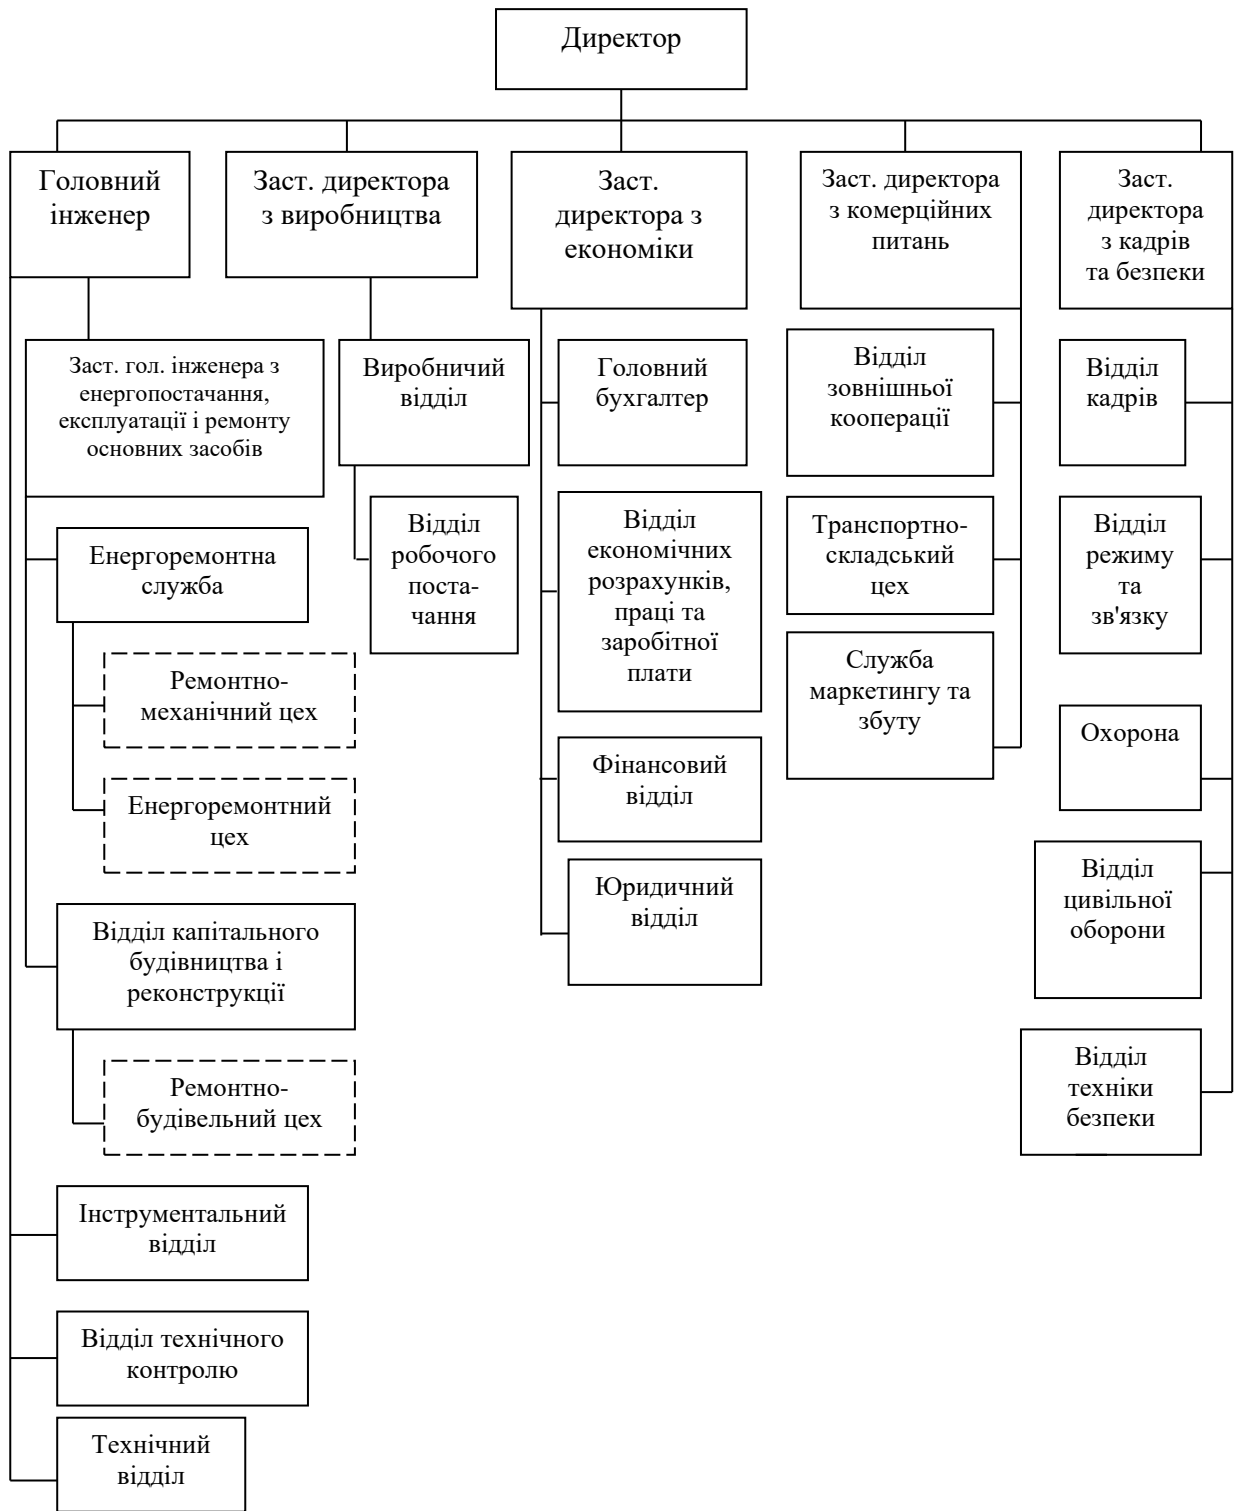 Директор
Головний
інженер
Заст. директора
з виробництва
Заст.
директора з
економіки
Заст. директора
з комерційних
питань
Заст.
директора
з кадрів
та безпеки
Заст. гол. інженера з
енергопостачання,
експлуатації і ремонту
основних засобів
Виробничий
відділ
Головний
бухгалтер
Відділ
зовнішньої
кооперації
Відділ
кадрів
Енергоремонтна
служба
Відділ
робочого
поста-
чання
Відділ
економічних
розрахунків,
праці та
заробітної
плати
Транспортно-
складський
цех
Відділ
режиму
та
зв'язку
Ремонтно-
механічний цех
Служба
маркетингу та
збуту
Охорона
Енергоремонтний
цех
Фінансовий
відділ
Юридичний
відділ
Відділ
цивільної
оборони
Відділ капітального
будівництва і
реконструкції
Ремонтно-
будівельний цех
Відділ
техніки
безпеки
Інструментальний
відділ
Відділ технічного
контролю
Технічний
відділ